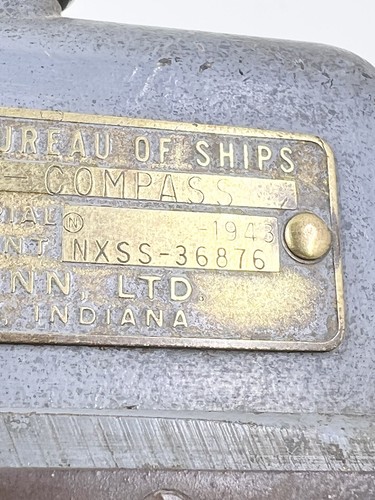 UREAU OF SHIPS
-COMPASS
IAL Ⓝ -1943
NT NXSS-36876
NN, LTD.
INDIANA